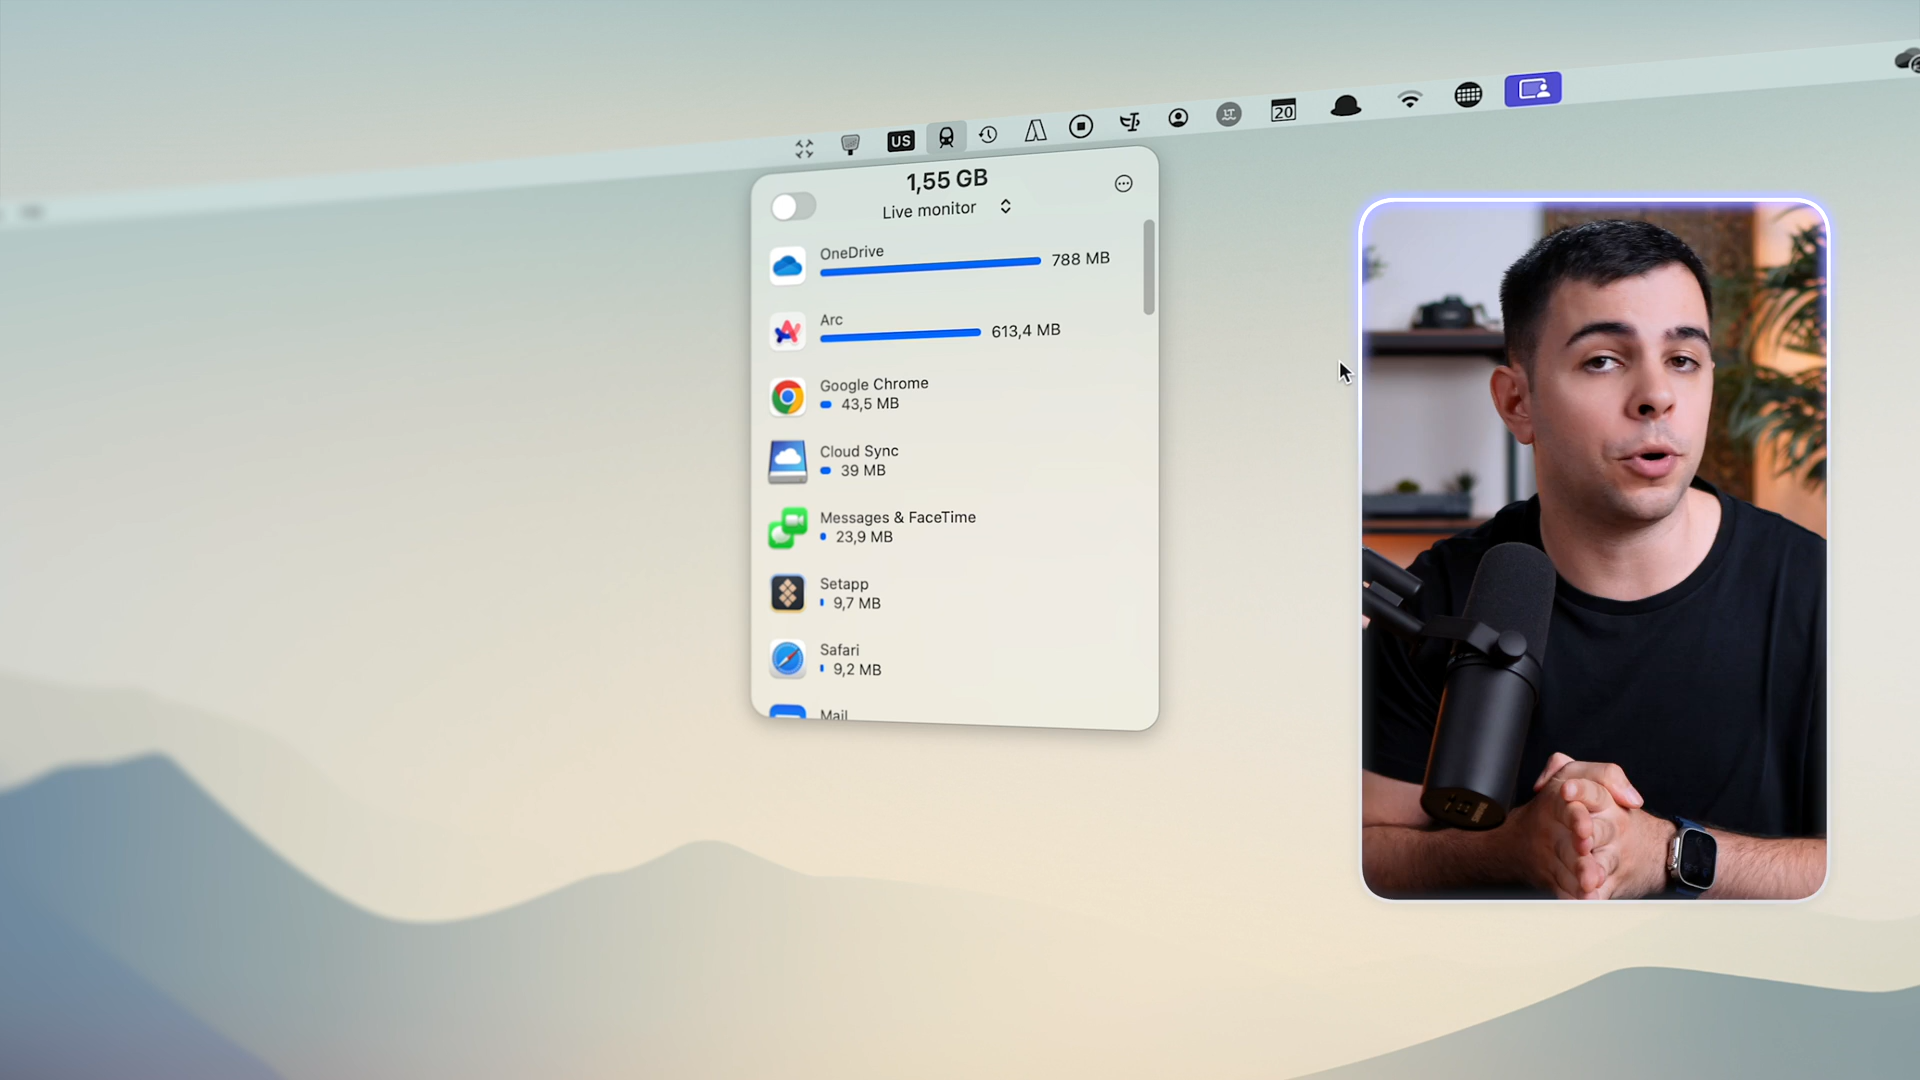 US
LT
20
1,55 GB
Live monitor
OneDrive
788 MB
Arc
613,4 MB
Google Chrome
43,5 MB
Cloud Sync
39 MB
Messages & FaceTime
23,9 MB
Setapp
9,7 MB
Safari
9,2 MB
Mail